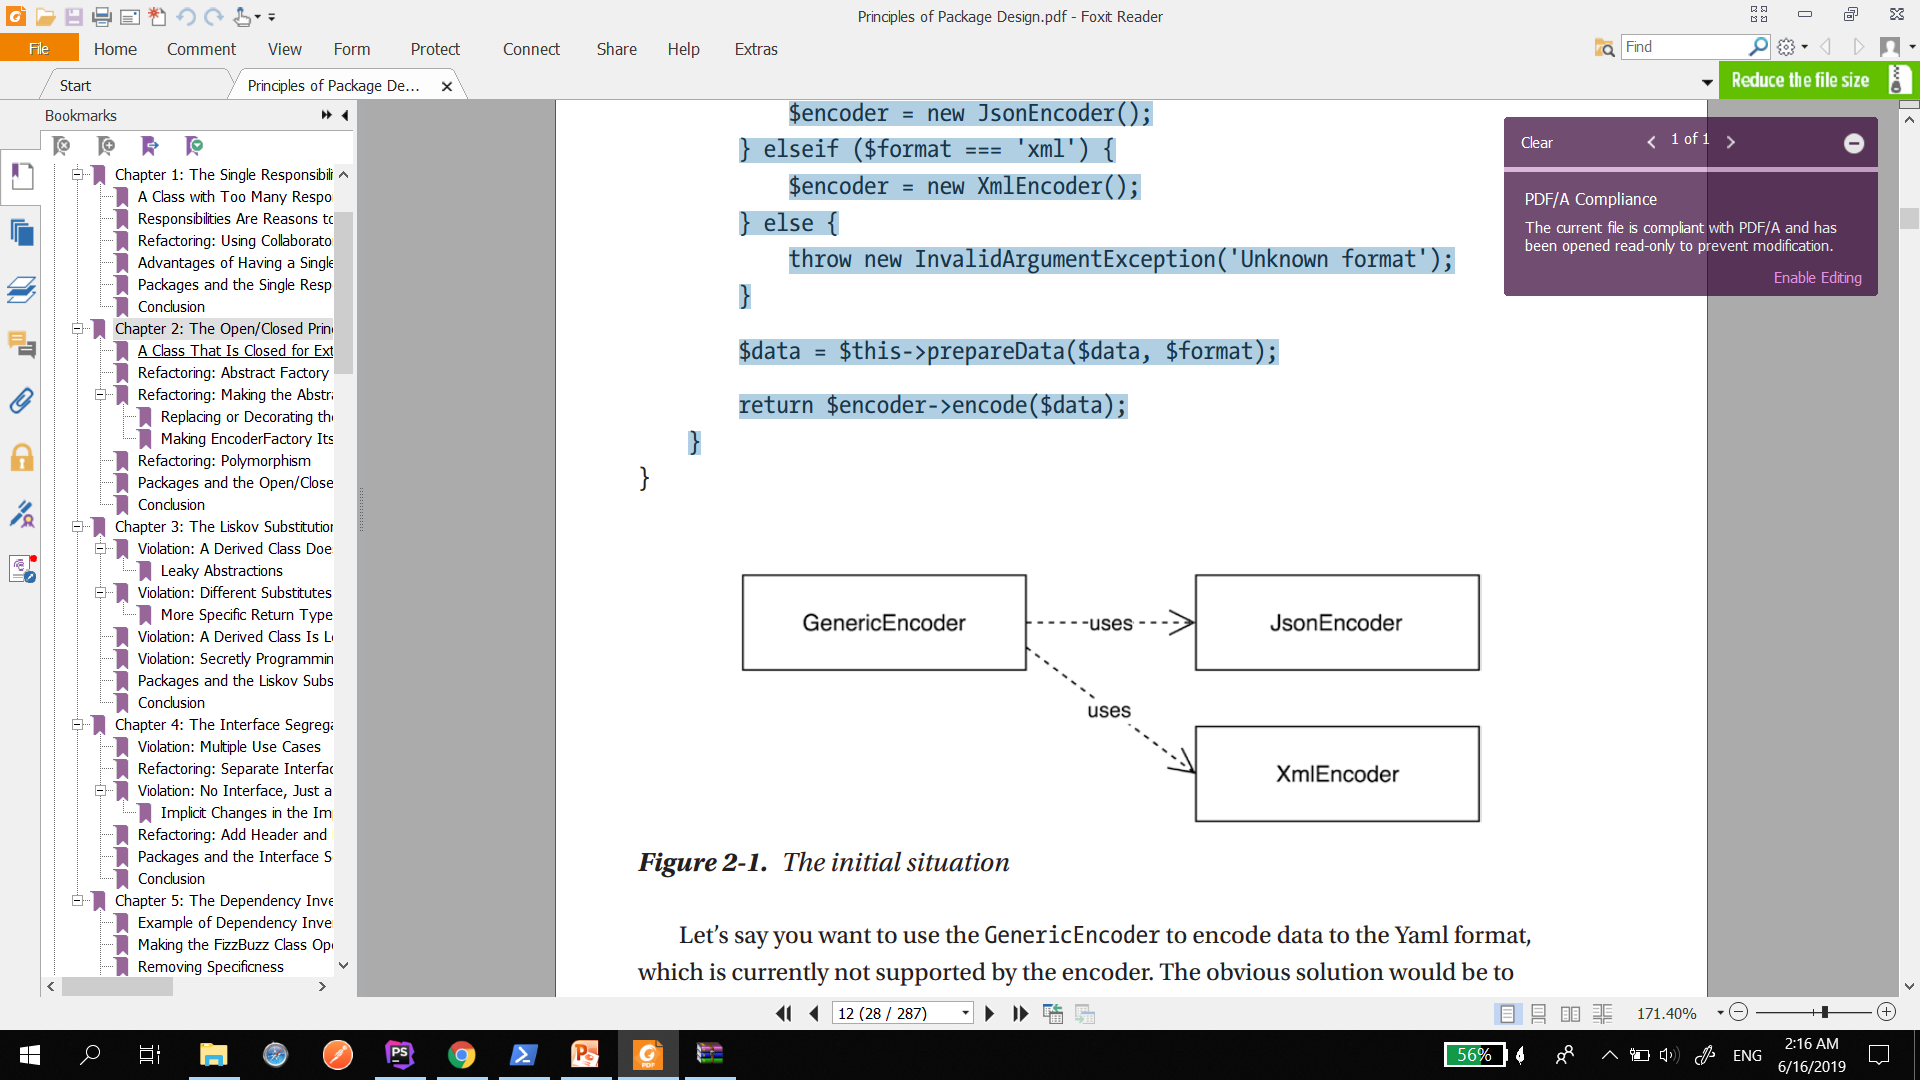 Principles of Package Design.pdf - Foxit Reader
File Home Comment View Form Protect Connect Share Help Extras
Find
Start
Principles of Package De...
Reduce the file size
Bookmarks
Chapter 1: The Single Responsibili
A Class with Too Many Respo
Responsibilities Are Reasons to
Refactoring: Using Collaborato
Advantages of Having a Single
Packages and the Single Resp
Conclusion
Chapter 2: The Open/Closed Princ
A Class That Is Closed for Ext
Refactoring: Abstract Factory
Refactoring: Making the Abstra
Replacing or Decorating the
Making EncoderFactory Its
Refactoring: Polymorphism
Packages and the Open/Close
Conclusion
Chapter 3: The Liskov Substitution
Violation: A Derived Class Doe
Leaky Abstractions
Violation: Different Substitutes
More Specific Return Type
Violation: A Derived Class Is Le
Violation: Secretly Programmin
Packages and the Liskov Subs
Conclusion
Chapter 4: The Interface Segrega
Violation: Multiple Use Cases
Refactoring: Separate Interfac
Violation: No Interface, Just a
Implicit Changes in the Im
Refactoring: Add Header and
Packages and the Interface S
Conclusion
Chapter 5: The Dependency Inve
Example of Dependency Inve
Making the FizzBuzz Class Ope
Removing Specificness
$encoder = new JsonEncoder();
} elseif ($format === 'xml') {
$encoder = new XmlEncoder();
} else {
throw new InvalidArgumentException('Unknown format');
}
$data = $this->prepareData($data, $format);
return $encoder->encode($data);
}
}
GenericEncoder
uses
JsonEncoder
uses
XmlEncoder
Figure 2-1. The initial situation
Let’s say you want to use the GenericEncoder to encode data to the Yaml format,
which is currently not supported by the encoder. The obvious solution would be to
Clear
1 of 1
PDF/A Compliance
The current file is compliant with PDF/A and has
been opened read-only to prevent modification.
Enable Editing
12 (28 / 287)
171.40%
PS
PDF
56%
ENG
2:16 AM
6/16/2019